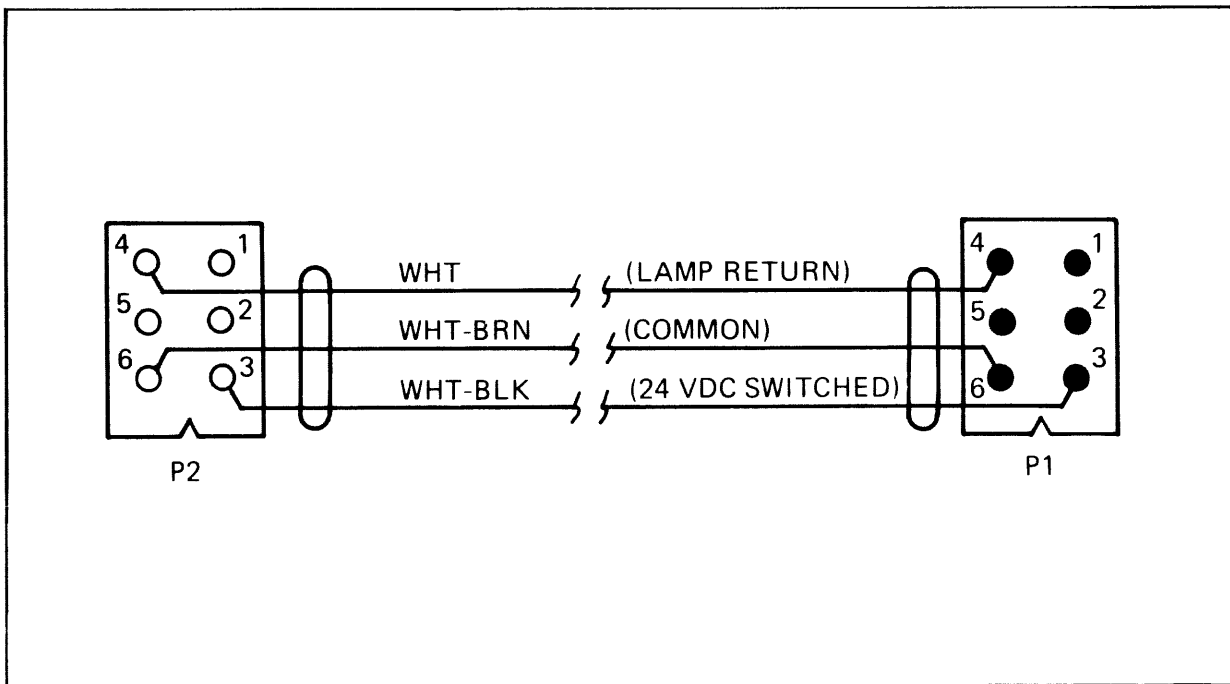 4 1
5 2
6 3
P2
WHT (LAMP RETURN)
WHT-BRN (COMMON)
WHT-BLK (24 VDC SWITCHED)
4 1
5 2
6 3
P1